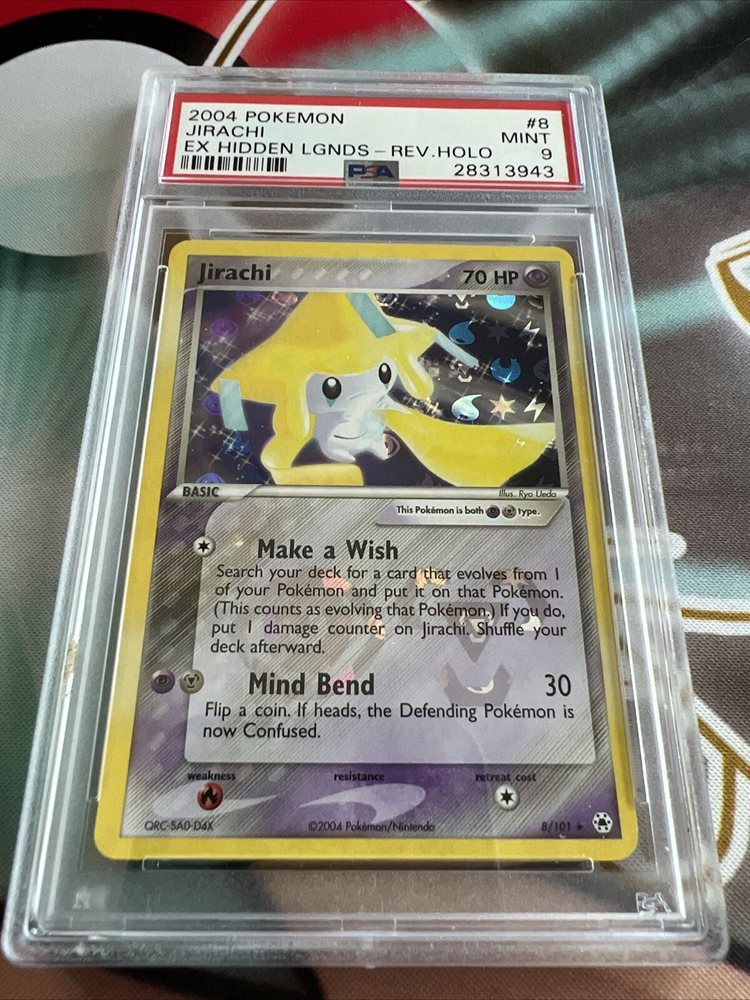 2004 POKEMON #8
JIRACHI MINT
EX HIDDEN LGNDS - REV.HOLO 9
PSA 28313943
Jirachi 70 HP
BASIC Illus. Ryo Ueda
This Pokémon is both type.
Make a Wish
Search your deck for a card that evolves from 1
of your Pokémon and put it on that Pokémon.
(This counts as evolving that Pokémon.) If you do,
put 1 damage counter on Jirachi. Shuffle your
deck afterward.
Mind Bend 30
Flip a coin. If heads, the Defending Pokémon is
now Confused.
weakness resistance retreat cost
QRC-5A0-D4X ©2004 Pokémon/Nintendo 8/101 ★
PSA